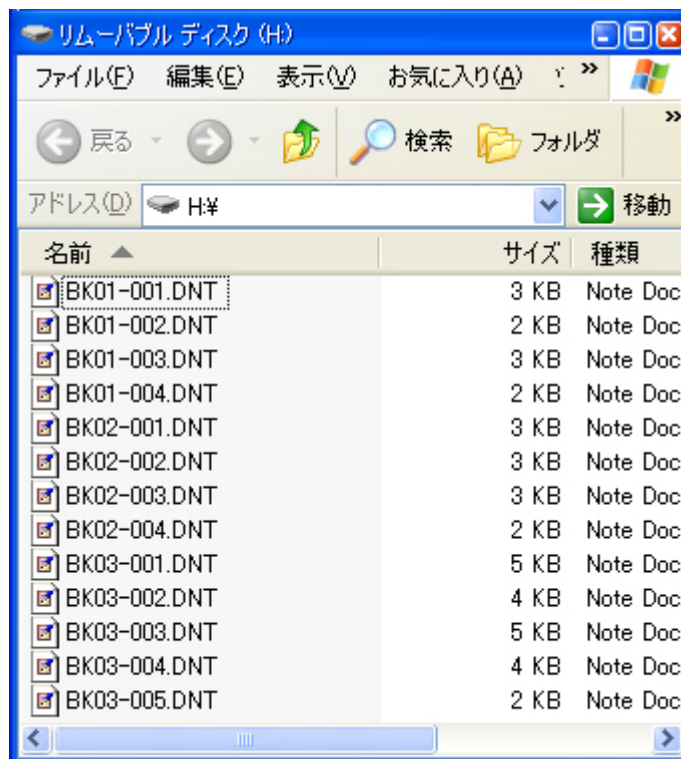 リムーバブル ディスク (H:)
ファイル(F) 編集(E) 表示(V) お気に入り(A) »
戻る 検索 フォルダ »
アドレス(D) H:¥ 移動
名前 サイズ 種類
BK01-001.DNT 3 KB Note Doc
BK01-002.DNT 2 KB Note Doc
BK01-003.DNT 3 KB Note Doc
BK01-004.DNT 2 KB Note Doc
BK02-001.DNT 3 KB Note Doc
BK02-002.DNT 3 KB Note Doc
BK02-003.DNT 3 KB Note Doc
BK02-004.DNT 2 KB Note Doc
BK03-001.DNT 5 KB Note Doc
BK03-002.DNT 4 KB Note Doc
BK03-003.DNT 5 KB Note Doc
BK03-004.DNT 4 KB Note Doc
BK03-005.DNT 2 KB Note Doc